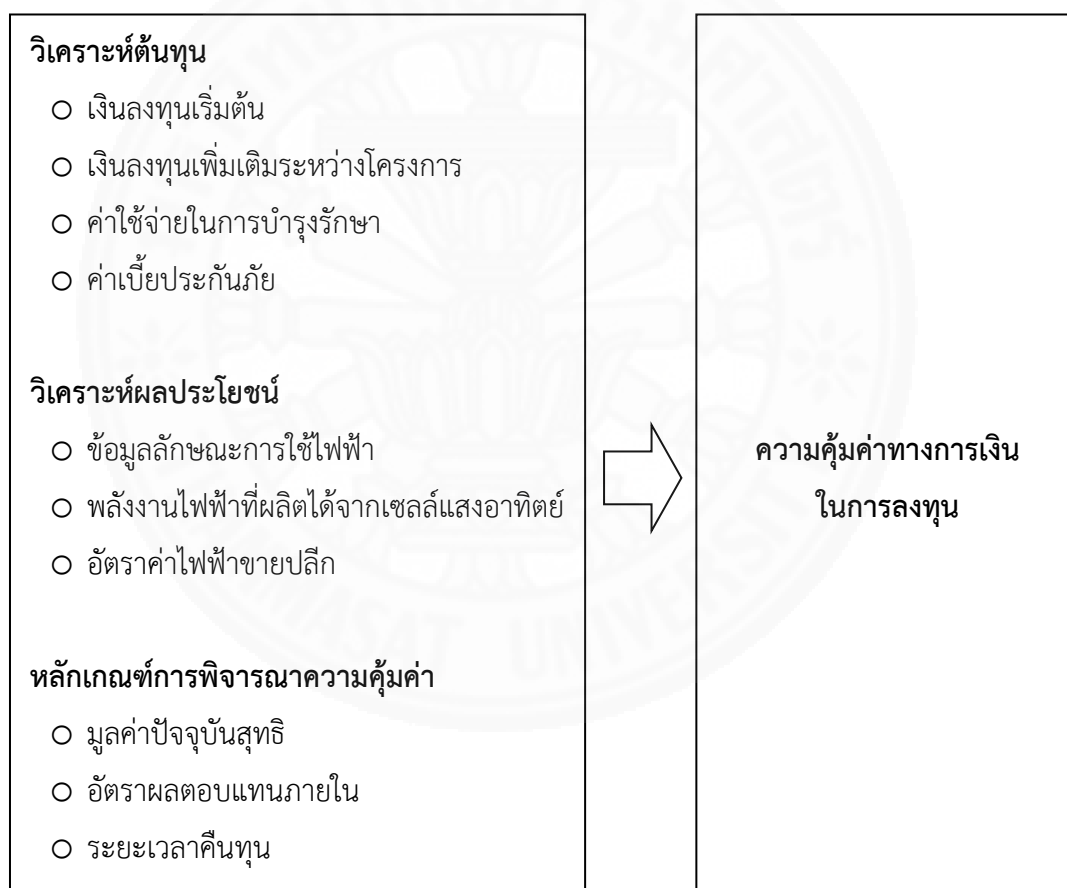 วิเคราะห์ต้นทุน
เงินลงทุนเริ่มต้น
เงินลงทุนเพิ่มเติมระหว่างโครงการ
ค่าใช้จ่ายในการบำรุงรักษา
ค่าเบี้ยประกันภัย
วิเคราะห์ผลประโยชน์
ข้อมูลลักษณะการใช้ไฟฟ้า
พลังงานไฟฟ้าที่ผลิตได้จากเซลล์แสงอาทิตย์
อัตราค่าไฟฟ้าขายปลีก
หลักเกณฑ์การพิจารณาความคุ้มค่า
มูลค่าปัจจุบันสุทธิ
อัตราผลตอบแทนภายใน
ระยะเวลาคืนทุน
ความคุ้มค่าทางการเงิน
ในการลงทุน
THAMMASAT UNIVERSITY